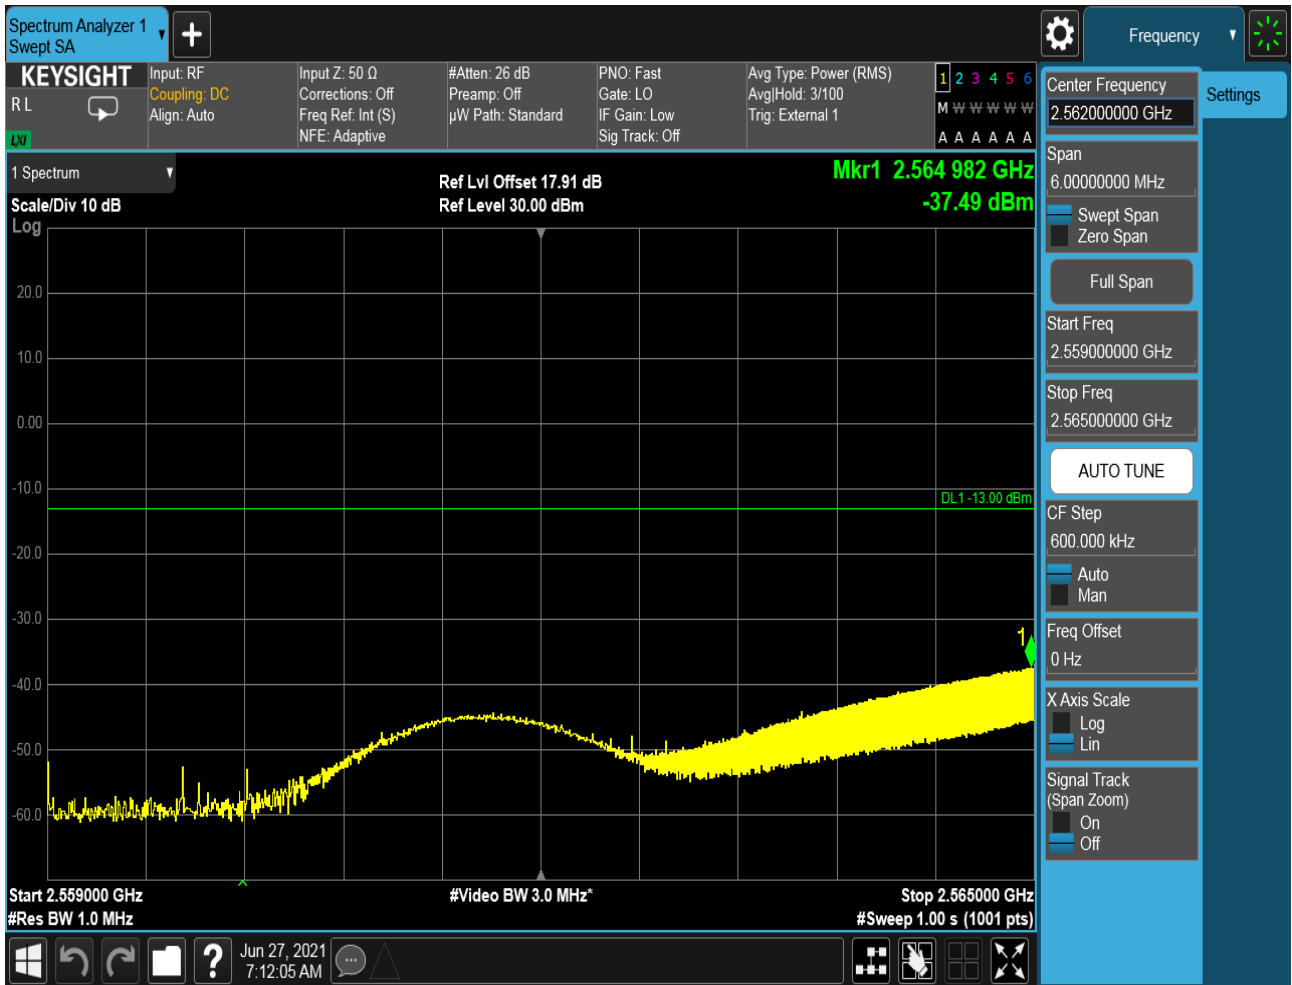 Spectrum Analyzer 1
Swept SA
Frequency
KEYSIGHT
R L
LXI
Input: RF
Coupling: DC
Align: Auto
Input Z: 50 Ω
Corrections: Off
Freq Ref: Int (S)
NFE: Adaptive
#Atten: 26 dB
Preamp: Off
µW Path: Standard
PNO: Fast
Gate: LO
IF Gain: Low
Sig Track: Off
Avg Type: Power (RMS)
Avg|Hold: 3/100
Trig: External 1
1 2 3 4 5 6
M W W W W W
A A A A A A
1 Spectrum
Scale/Div 10 dB
Log
Ref Lvl Offset 17.91 dB
Ref Level 30.00 dBm
Mkr1 2.564 982 GHz
-37.49 dBm
20.0
10.0
0.00
-10.0
DL1 -13.00 dBm
-20.0
-30.0
1
-40.0
-50.0
-60.0
Start 2.559000 GHz
#Res BW 1.0 MHz
#Video BW 3.0 MHz*
Stop 2.565000 GHz
#Sweep 1.00 s (1001 pts)
Center Frequency
2.562000000 GHz
Settings
Span
6.00000000 MHz
Swept Span
Zero Span
Full Span
Start Freq
2.559000000 GHz
Stop Freq
2.565000000 GHz
AUTO TUNE
CF Step
600.000 kHz
Auto
Man
Freq Offset
0 Hz
X Axis Scale
Log
Lin
Signal Track
(Span Zoom)
On
Off
?
Jun 27, 2021
7:12:05 AM